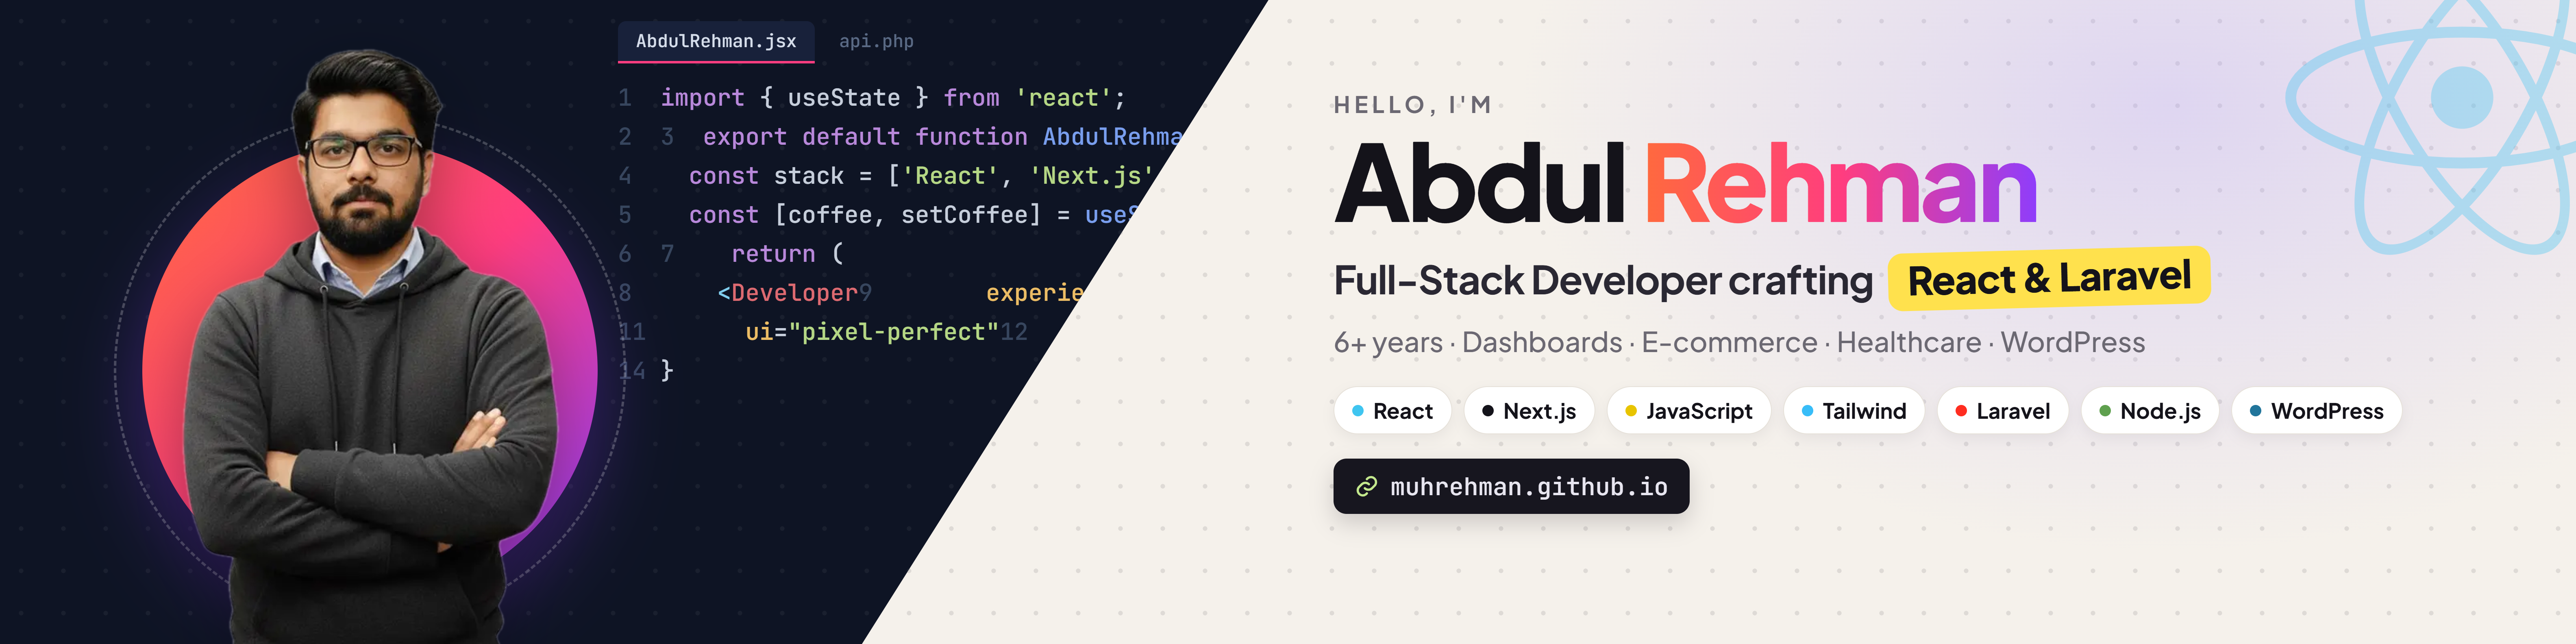 AbdulRehman.jsx api.php
1 import { useState } from 'react';
2 3 export default function AbdulRehma
4 const stack = ['React', 'Next.js'
5 const [coffee, setCoffee] = use
6 7 return (
8 <Developer9 experie
11 ui="pixel-perfect"12
14 }
HELLO, I'M
Abdul Rehman
Full-Stack Developer crafting React & Laravel
6+ years · Dashboards · E-commerce · Healthcare · WordPress
React Next.js JavaScript Tailwind Laravel Node.js WordPress
muhrehman.github.io